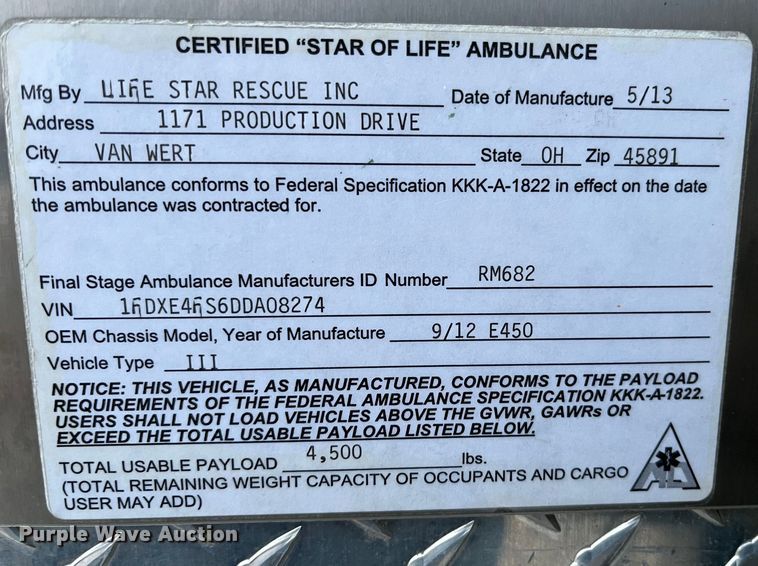 CERTIFIED “STAR OF LIFE” AMBULANCE
Mfg By LIFE STAR RESCUE INC Date of Manufacture 5/13
Address 1171 PRODUCTION DRIVE
City VAN WERT State OH Zip 45891
This ambulance conforms to Federal Specification KKK-A-1822 in effect on the date
the ambulance was contracted for.
Final Stage Ambulance Manufacturers ID Number RM682
VIN 1FDXE4FS6DDA08274
OEM Chassis Model, Year of Manufacture 9/12 E450
Vehicle Type III
NOTICE: THIS VEHICLE, AS MANUFACTURED, CONFORMS TO THE PAYLOAD
REQUIREMENTS OF THE FEDERAL AMBULANCE SPECIFICATION KKK-A-1822.
USERS SHALL NOT LOAD VEHICLES ABOVE THE GVWR, GAWRs OR
EXCEED THE TOTAL USABLE PAYLOAD LISTED BELOW.
TOTAL USABLE PAYLOAD 4,500 lbs.
(TOTAL REMAINING WEIGHT CAPACITY OF OCCUPANTS AND CARGO
USER MAY ADD)
Purple Wave Auction